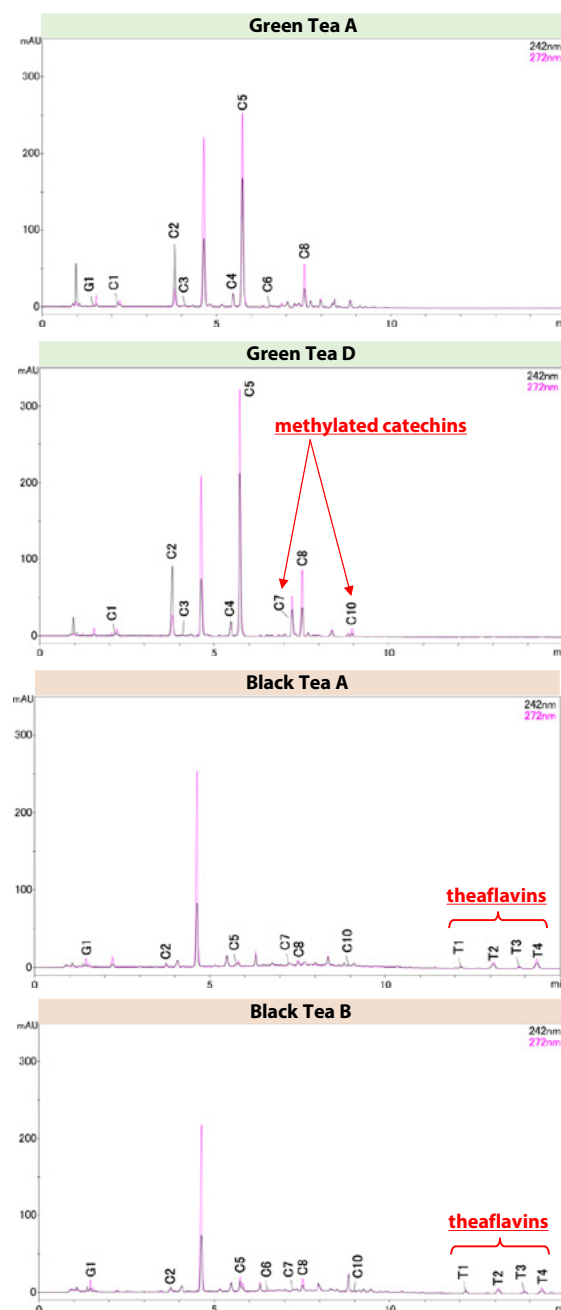 Green Tea A
mAU
242nm
272nm
300
200
100
0
G1 C1 C2 C3 C4 C5 C6 C8
0 5 10
Green Tea D
mAU
242nm
272nm
300
200
100
0
methylated catechins
C1 C2 C3 C4 C5 C7 C8 C10
0 5 10
Black Tea A
mAU
242nm
272nm
300
200
100
0
theaflavins
G1 C2 C5 C7 C8 C10 T1 T2 T3 T4
0 5 10 mi
Black Tea B
mAU
242nm
272nm
300
200
100
0
theaflavins
G1 C2 C5 C6 C7 C8 C10 T1 T2 T3 T4